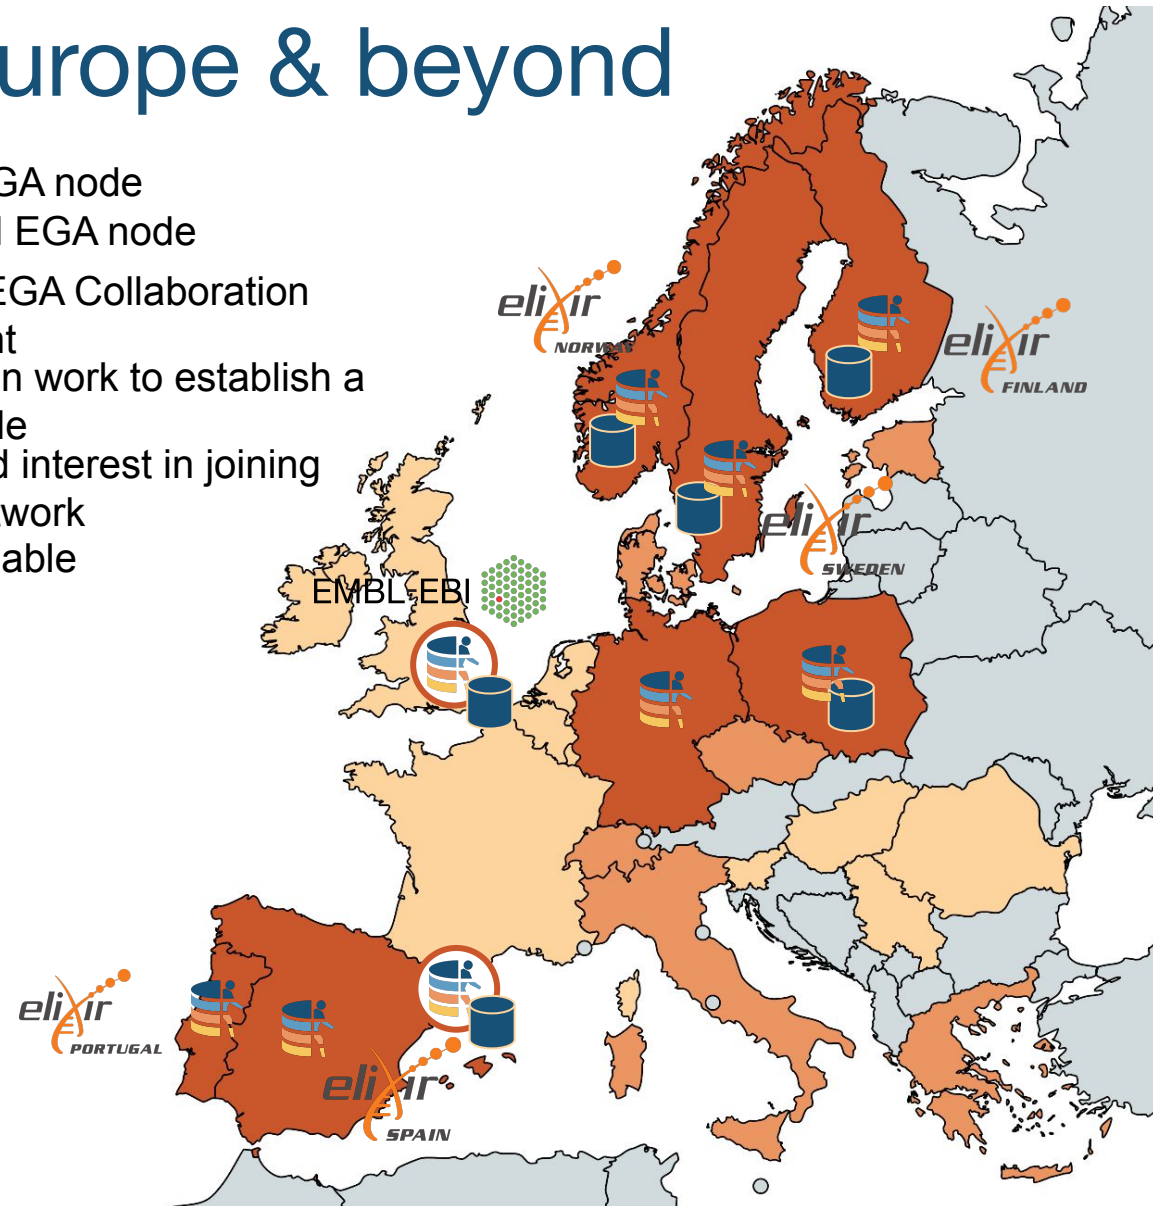 urope & beyond
GA node
l EGA node
EGA Collaboration
nt
n work to establish a
le
d interest in joining
work
able
elixir
NORWAY
elixir
FINLAND
elixir
SWEDEN
EMBL-EBI
elixir
PORTUGAL
elixir
SPAIN